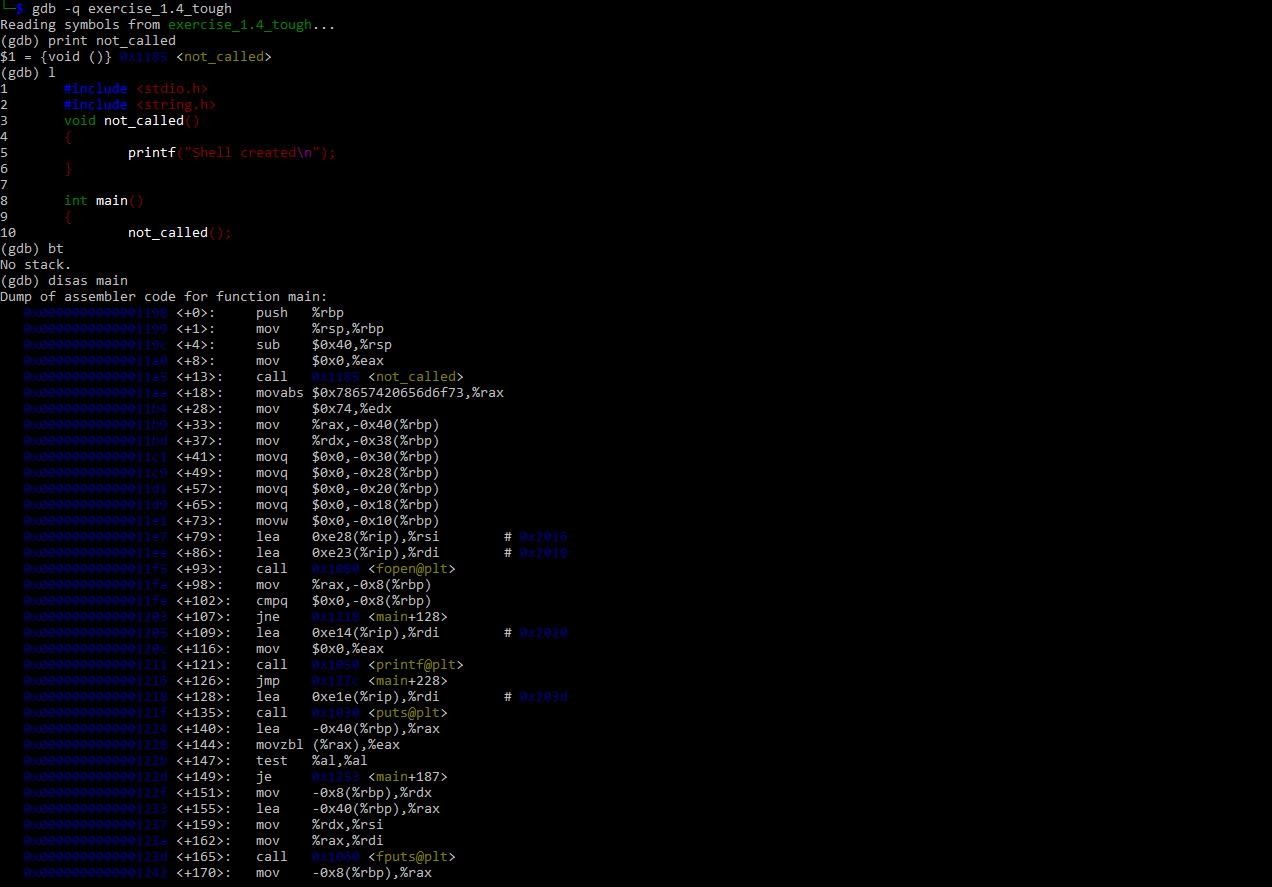 └─$ gdb -q exercise_1.4_tough
Reading symbols from exercise_1.4_tough...
(gdb) print not_called
$1 = {void ()} 0x1185 <not_called>
(gdb) l
1 #include <stdio.h>
2 #include <string.h>
3 void not_called()
4 {
5 printf("Shell created\n");
6 }
7
8 int main()
9 {
10 not_called();
(gdb) bt
No stack.
(gdb) disas main
Dump of assembler code for function main:
0x0000000000001198 <+0>: push %rbp
0x0000000000001199 <+1>: mov %rsp,%rbp
0x000000000000119c <+4>: sub $0x40,%rsp
0x00000000000011a0 <+8>: mov $0x0,%eax
0x00000000000011a5 <+13>: call 0x1185 <not_called>
0x00000000000011aa <+18>: movabs $0x78657420656d6f73,%rax
0x00000000000011b4 <+28>: mov $0x74,%edx
0x00000000000011b9 <+33>: mov %rax,-0x40(%rbp)
0x00000000000011bd <+37>: mov %rdx,-0x38(%rbp)
0x00000000000011c1 <+41>: movq $0x0,-0x30(%rbp)
0x00000000000011c9 <+49>: movq $0x0,-0x28(%rbp)
0x00000000000011d1 <+57>: movq $0x0,-0x20(%rbp)
0x00000000000011d9 <+65>: movq $0x0,-0x18(%rbp)
0x00000000000011e1 <+73>: movw $0x0,-0x10(%rbp)
0x00000000000011e7 <+79>: lea 0xe28(%rip),%rsi # 0x2016
0x00000000000011ee <+86>: lea 0xe23(%rip),%rdi # 0x2018
0x00000000000011f5 <+93>: call 0x1080 <fopen@plt>
0x00000000000011fa <+98>: mov %rax,-0x8(%rbp)
0x00000000000011fe <+102>: cmpq $0x0,-0x8(%rbp)
0x0000000000001203 <+107>: jne 0x1218 <main+128>
0x0000000000001205 <+109>: lea 0xe14(%rip),%rdi # 0x2020
0x000000000000120c <+116>: mov $0x0,%eax
0x0000000000001211 <+121>: call 0x1050 <printf@plt>
0x0000000000001216 <+126>: jmp 0x127c <main+228>
0x0000000000001218 <+128>: lea 0xe1e(%rip),%rdi # 0x203d
0x000000000000121f <+135>: call 0x1030 <puts@plt>
0x0000000000001224 <+140>: lea -0x40(%rbp),%rax
0x0000000000001228 <+144>: movzbl (%rax),%eax
0x000000000000122b <+147>: test %al,%al
0x000000000000122d <+149>: je 0x1253 <main+187>
0x000000000000122f <+151>: mov -0x8(%rbp),%rdx
0x0000000000001233 <+155>: lea -0x40(%rbp),%rax
0x0000000000001237 <+159>: mov %rdx,%rsi
0x000000000000123a <+162>: mov %rax,%rdi
0x000000000000123d <+165>: call 0x1060 <fputs@plt>
0x0000000000001242 <+170>: mov -0x8(%rbp),%rax